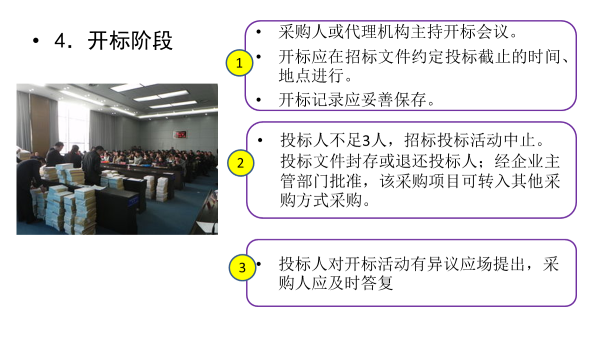 • 4. 开标阶段
1
• 采购人或代理机构主持开标会议。
• 开标应在招标文件约定投标截止的时间、
地点进行。
• 开标记录应妥善保存。
2
• 投标人不足3人，招标投标活动中止。
投标文件封存或退还投标人；经企业主
管部门批准，该采购项目可转入其他采
购方式采购。
3
• 投标人对开标活动有异议应场提出，采
购人应及时答复